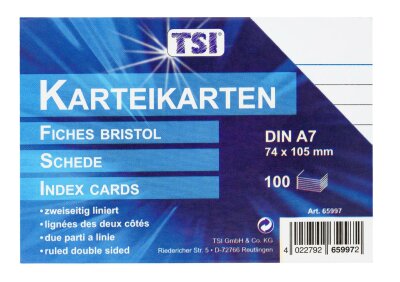 TSI
KARTEIKARTEN
FICHES BRISTOL
SCHEDE
INDEX CARDS
DIN A7
74 x 105 mm
100
• zweiseitig liniert
• lignées des deux côtés
• due parti a linie
• ruled double sided
Art. 65997
TSI GmbH & Co. KG
Riedericher Str. 5 • D-72766 Reutlingen
4 022792 659972